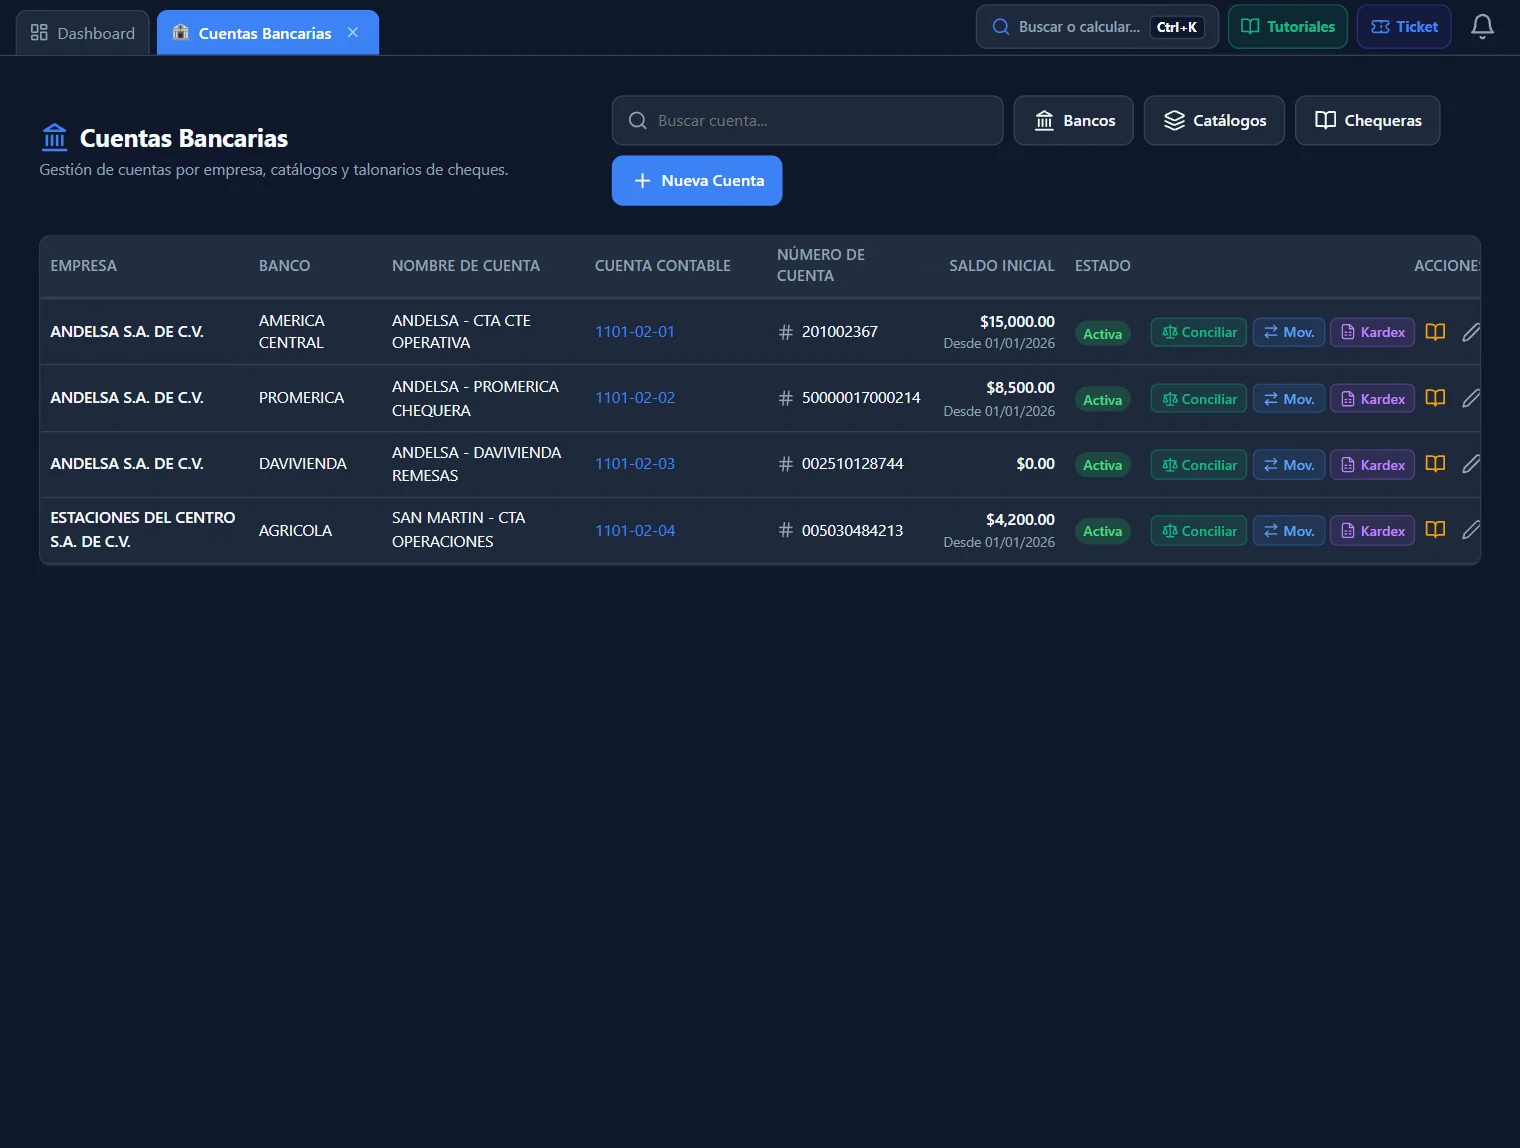 Dashboard
Cuentas Bancarias
Buscar o calcular...
Ctrl+K
Tutoriales
Ticket
Cuentas Bancarias
Gestión de cuentas por empresa, catálogos y talonarios de cheques.
Buscar cuenta...
Bancos
Catálogos
Chequeras
Nueva Cuenta
EMPRESA BANCO NOMBRE DE CUENTA CUENTA CONTABLE NÚMERO DE CUENTA SALDO INICIAL ESTADO ACCIONES
ANDELSA S.A. DE C.V.
AMERICA
CENTRAL
ANDELSA - CTA CTE
OPERATIVA
1101-02-01
# 201002367
$15,000.00
Desde 01/01/2026
Activa
Conciliar
Mov.
Kardex
ANDELSA S.A. DE C.V.
PROMERICA
ANDELSA - PROMERICA
CHEQUERA
1101-02-02
# 50000017000214
$8,500.00
Desde 01/01/2026
Activa
Conciliar
Mov.
Kardex
ANDELSA S.A. DE C.V.
DAVIVIENDA
ANDELSA - DAVIVIENDA
REMESAS
1101-02-03
# 002510128744
$0.00
Activa
Conciliar
Mov.
Kardex
ESTACIONES DEL CENTRO
S.A. DE C.V.
AGRICOLA
SAN MARTIN - CTA
OPERACIONES
1101-02-04
# 005030484213
$4,200.00
Desde 01/01/2026
Activa
Conciliar
Mov.
Kardex